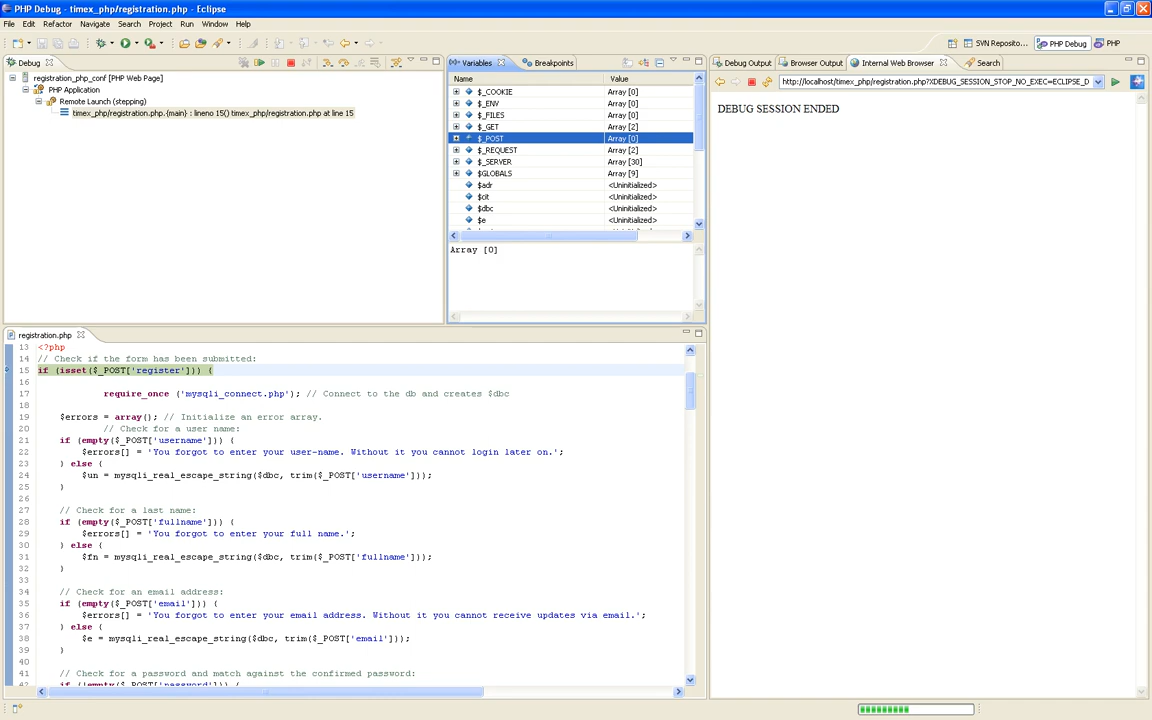 PHP Debug - timex_php/registration.php - Eclipse
File Edit Refactor Navigate Search Project Run Window Help
SVN Reposito... PHP Debug PHP
Debug
registration_php_conf [PHP Web Page]
PHP Application
Remote Launch (stepping)
timex_php/registration.php.{main} : lineno 15() timex_php/registration.php at line 15
Variables Breakpoints
Name Value
$_COOKIE Array [0]
$_ENV Array [0]
$_FILES Array [0]
$_GET Array [2]
$_POST Array [0]
$_REQUEST Array [2]
$_SERVER Array [30]
$GLOBALS Array [9]
$adr <Uninitialized>
$cit <Uninitialized>
$dbc <Uninitialized>
$e <Uninitialized>
Array [0]
Debug Output Browser Output Internal Web Browser Search
http://localhost/timex_php/registration.php?XDEBUG_SESSION_STOP_NO_EXEC=ECLIPSE_D
DEBUG SESSION ENDED
registration.php
13 <?php
14 // Check if the form has been submitted:
15 if (isset($_POST['register'])) {
16
17 require_once ('mysqli_connect.php'); // Connect to the db and creates $dbc
18
19 $errors = array(); // Initialize an error array.
20 // Check for a user name:
21 if (empty($_POST['username'])) {
22 $errors[] = 'You forgot to enter your user-name. Without it you cannot login later on.';
23 } else {
24 $un = mysqli_real_escape_string($dbc, trim($_POST['username']));
25 }
26
27 // Check for a last name:
28 if (empty($_POST['fullname'])) {
29 $errors[] = 'You forgot to enter your full name.';
30 } else {
31 $fn = mysqli_real_escape_string($dbc, trim($_POST['fullname']));
32 }
33
34 // Check for an email address:
35 if (empty($_POST['email'])) {
36 $errors[] = 'You forgot to enter your email address. Without it you cannot receive updates via email.';
37 } else {
38 $e = mysqli_real_escape_string($dbc, trim($_POST['email']));
39 }
40
41 // Check for a password and match against the confirmed password:
42 if (!empty($_POST['password'])) {